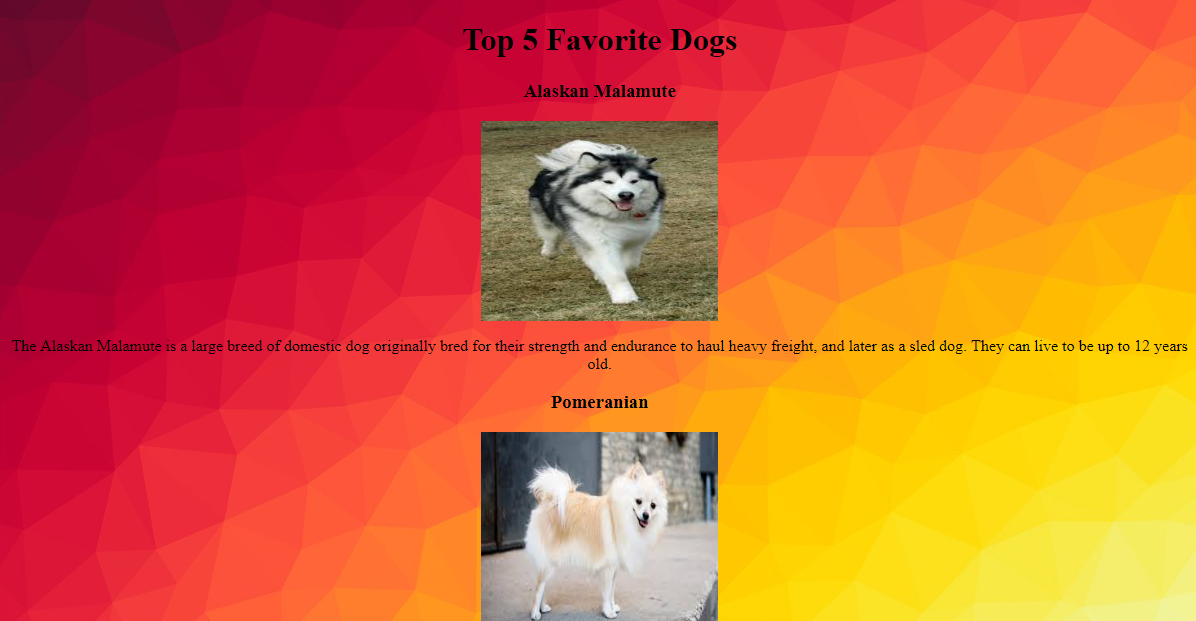 Top 5 Favorite Dogs
Alaskan Malamute
The Alaskan Malamute is a large breed of domestic dog originally bred for their strength and endurance to haul heavy freight, and later as a sled dog. They can live to be up to 12 years
old.
Pomeranian